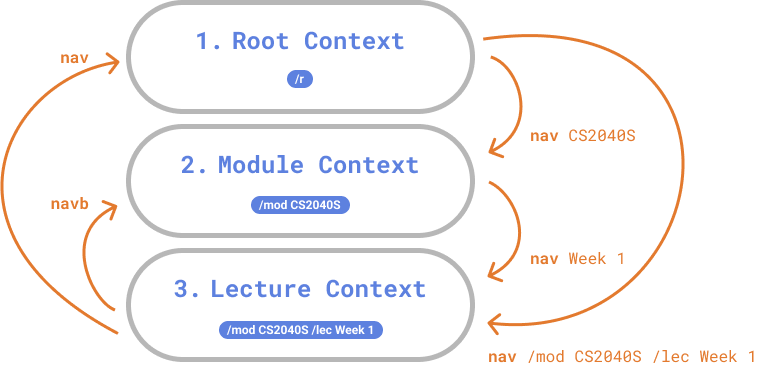 1. Root Context
/r
nav
nav CS2040S
2. Module Context
/mod CS2040S
navb
nav Week 1
3. Lecture Context
/mod CS2040S /lec Week 1
nav /mod CS2040S /lec Week 1